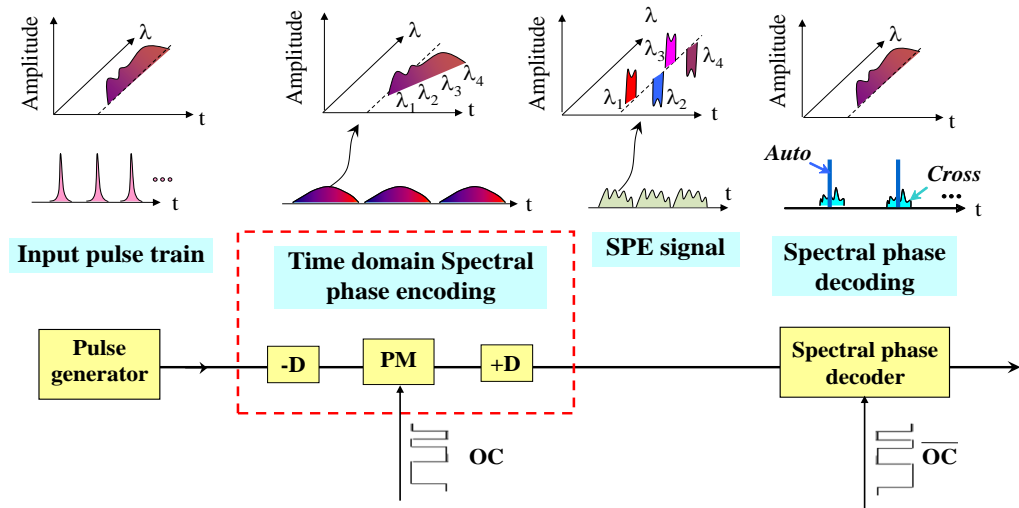 Amplitude
λ
t
Amplitude
λ
λ₁
λ₂
λ₃
λ₄
t
Amplitude
λ
λ₁
λ₂
λ₃
λ₄
t
Amplitude
λ
t
t
t
t
Auto
Cross
t
Input pulse train
Time domain Spectral
phase encoding
SPE signal
Spectral phase
decoding
Pulse
generator
-D
PM
+D
Spectral phase
decoder
OC
O̅C̅